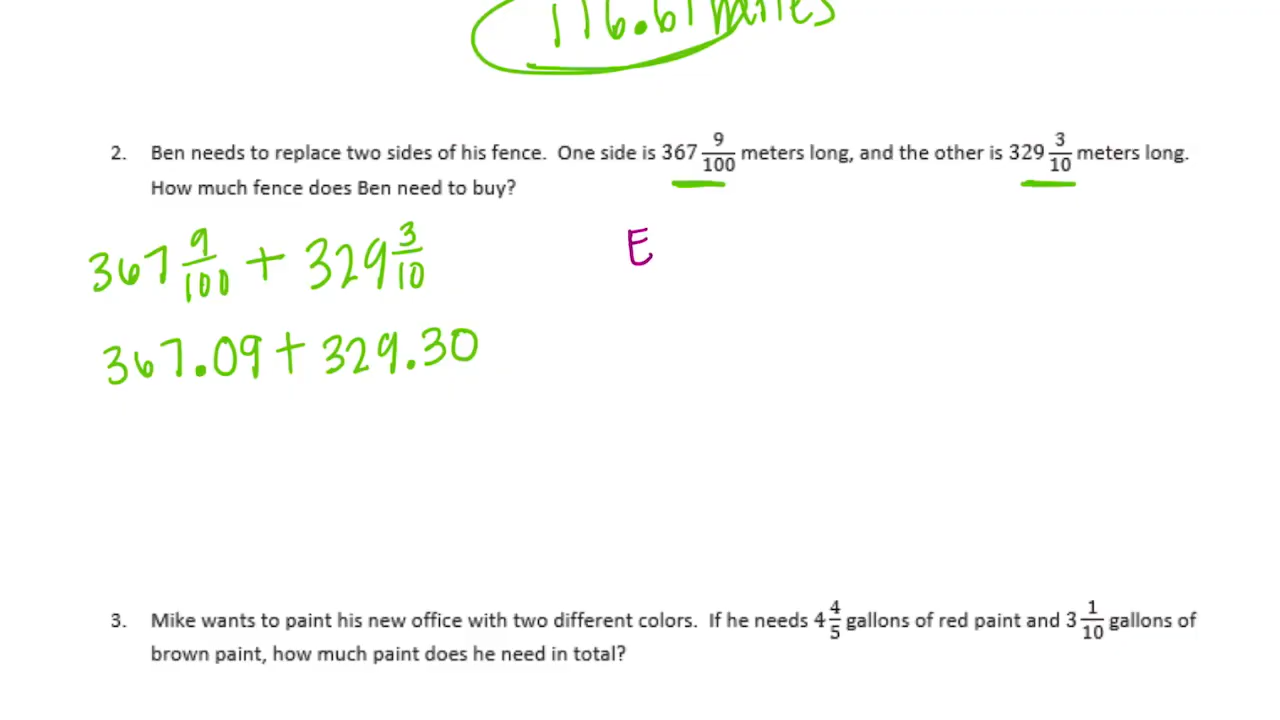 116.61 miles
2. Ben needs to replace two sides of his fence. One side is 367 9/100 meters long, and the other is 329 3/10 meters long.
How much fence does Ben need to buy?
367 9/100 + 329 3/10
E
367.09 + 329.30
3. Mike wants to paint his new office with two different colors. If he needs 4 4/5 gallons of red paint and 3 1/10 gallons of
brown paint, how much paint does he need in total?